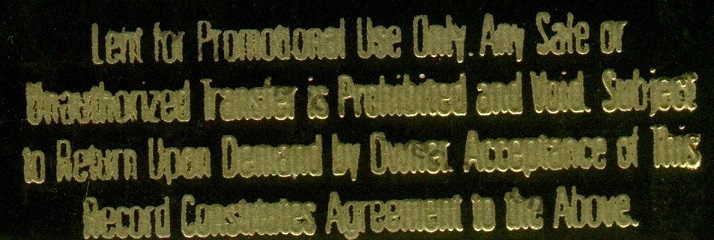 Lent for Promotional Use Only. Any Sale or
Unauthorized Transfer is Prohibited and Void. Subject
to Return Upon Demand by Owner. Acceptance of This
Record Constitutes Agreement to the Above.